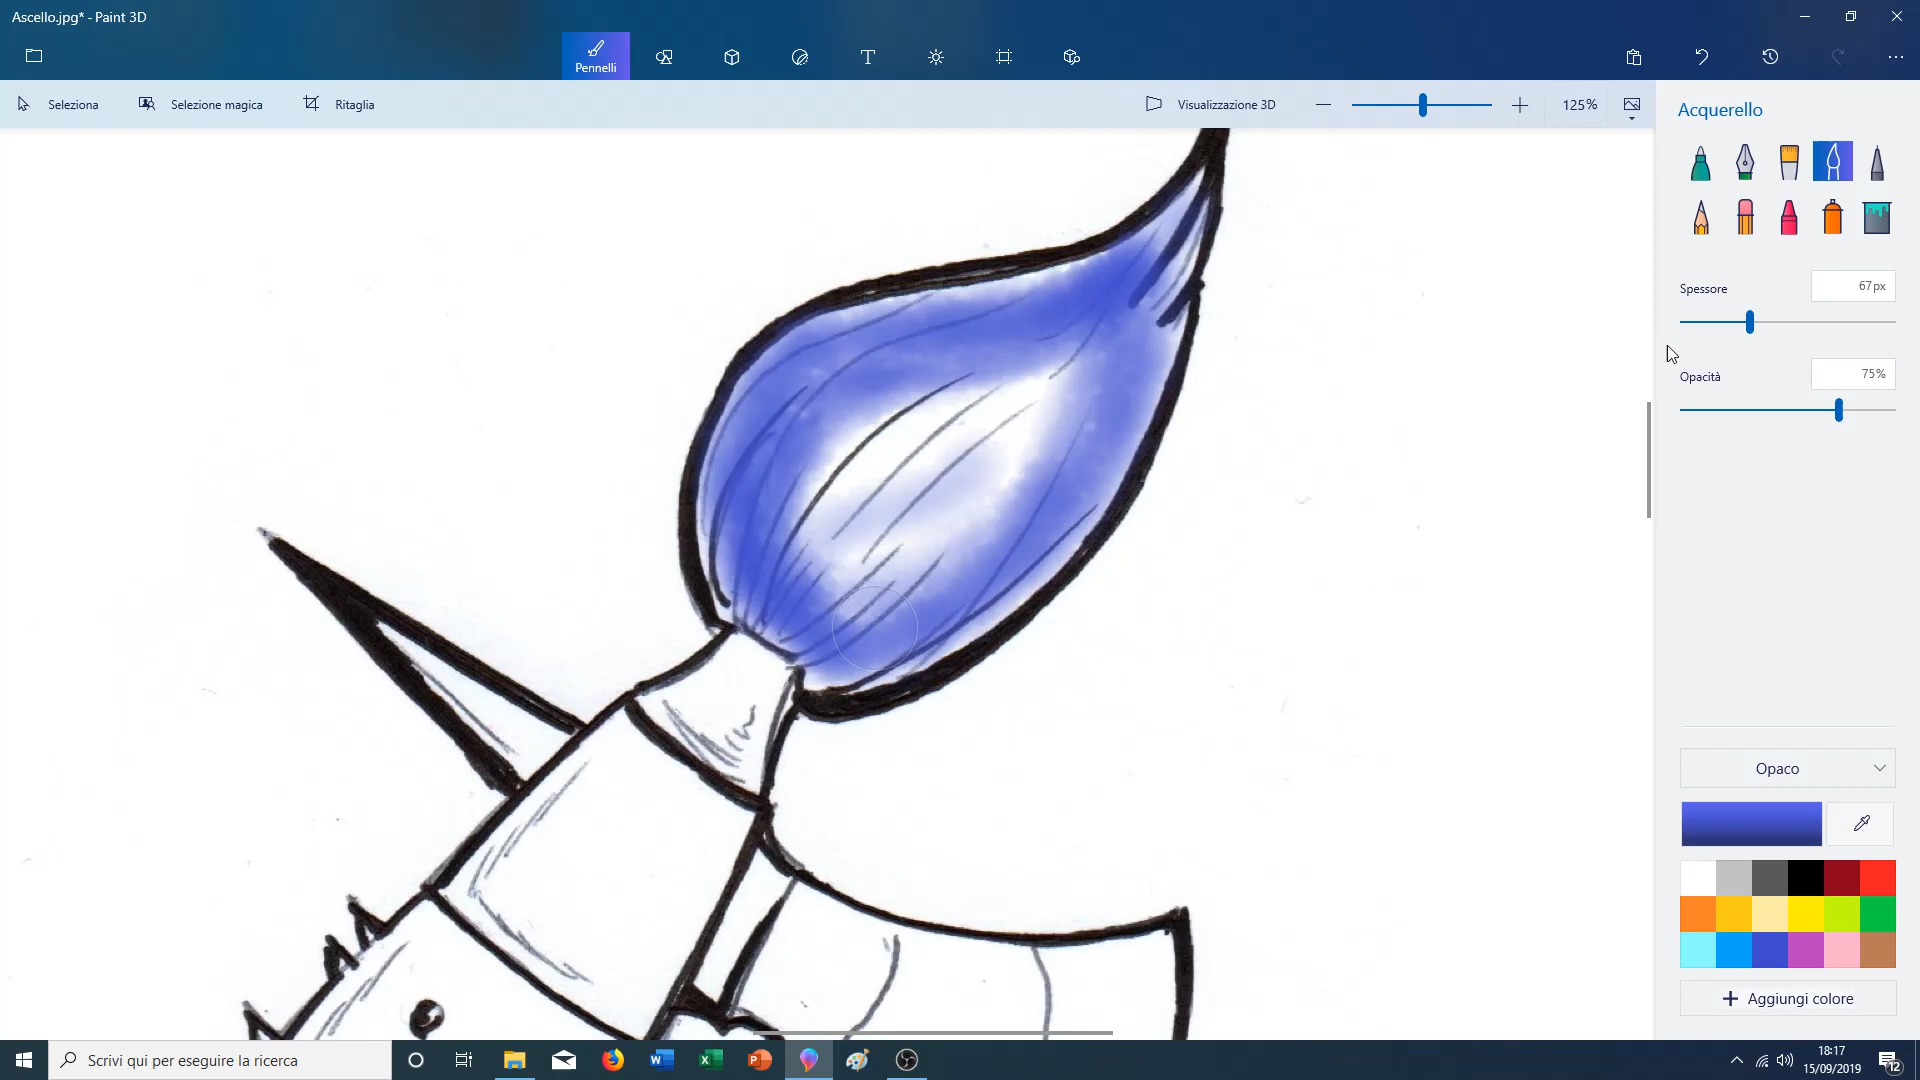 Ascello.jpg* - Paint 3D
Pennelli
Seleziona
Selezione magica
Ritaglia
Visualizzazione 3D
125%
Acquerello
Spessore
67px
Opacità
75%
Opaco
+ Aggiungi colore
Scrivi qui per eseguire la ricerca
18:17
15/09/2019
12